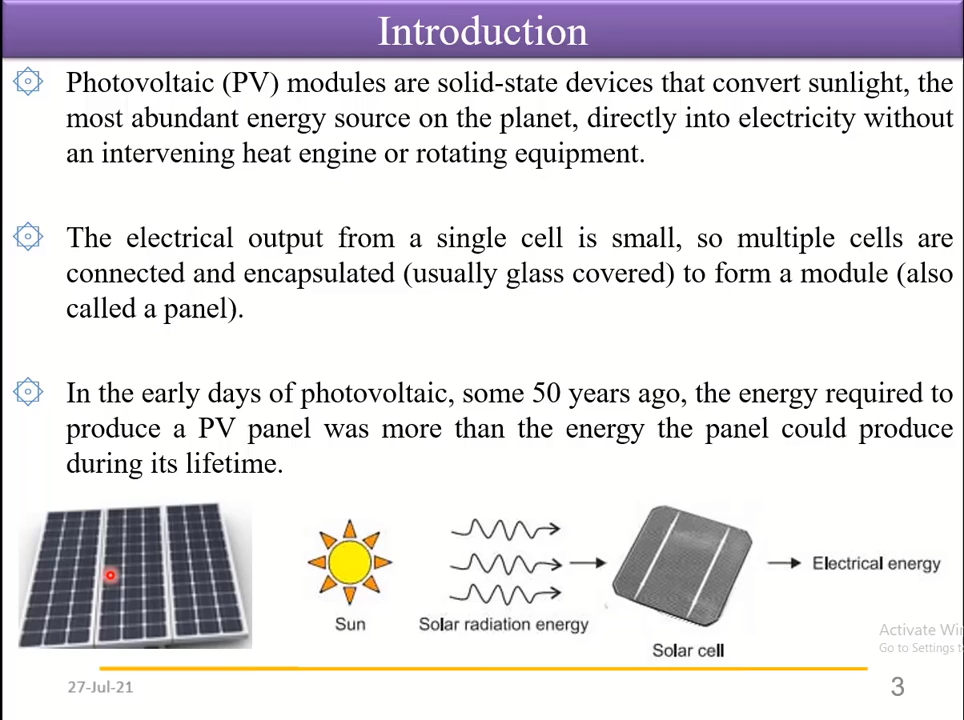 Introduction
Photovoltaic (PV) modules are solid-state devices that convert sunlight, the
most abundant energy source on the planet, directly into electricity without
an intervening heat engine or rotating equipment.
The electrical output from a single cell is small, so multiple cells are
connected and encapsulated (usually glass covered) to form a module (also
called a panel).
In the early days of photovoltaic, some 50 years ago, the energy required to
produce a PV panel was more than the energy the panel could produce
during its lifetime.
Electrical energy
Sun
Solar radiation energy
Solar cell
Activate Wi
Go to Settings t
27-Jul-21
3